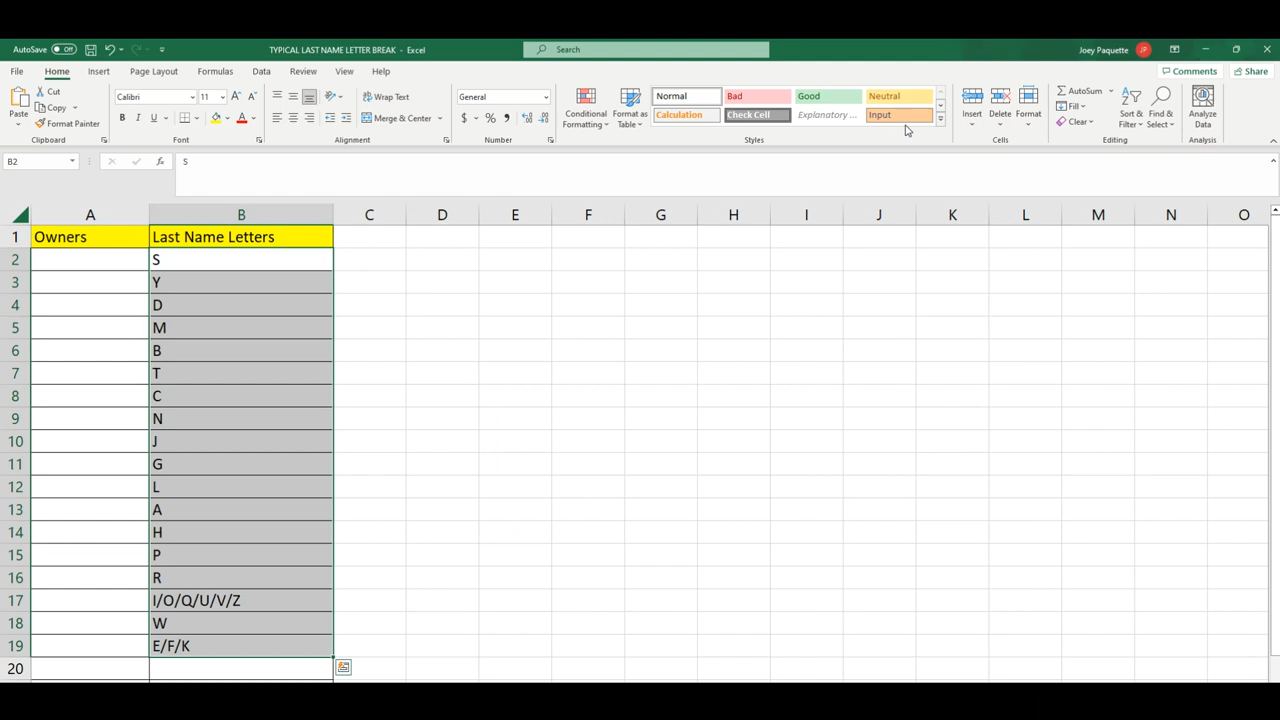 AutoSave Off TYPICAL LAST NAME LETTER BREAK - Excel Search Joey Paquette JP
File Home Insert Page Layout Formulas Data Review View Help Comments Share
Paste Cut Copy Format Painter
Clipboard
Calibri 11 A A B I U A
Font
Wrap Text Merge & Center
Alignment
General $ % 9
Number
Conditional Formatting Format as Table
Normal Bad Good Neutral
Calculation Check Cell Explanatory ... Input
Styles
Insert Delete Format
Cells
AutoSum Fill Clear Sort & Filter Find & Select
Editing
Analyze Data
Analysis
B2 fx S
A B C D E F G H I J K L M N O
1 Owners Last Name Letters
2 S
3 Y
4 D
5 M
6 B
7 T
8 C
9 N
10 J
11 G
12 L
13 A
14 H
15 P
16 R
17 I/O/Q/U/V/Z
18 W
19 E/F/K
20